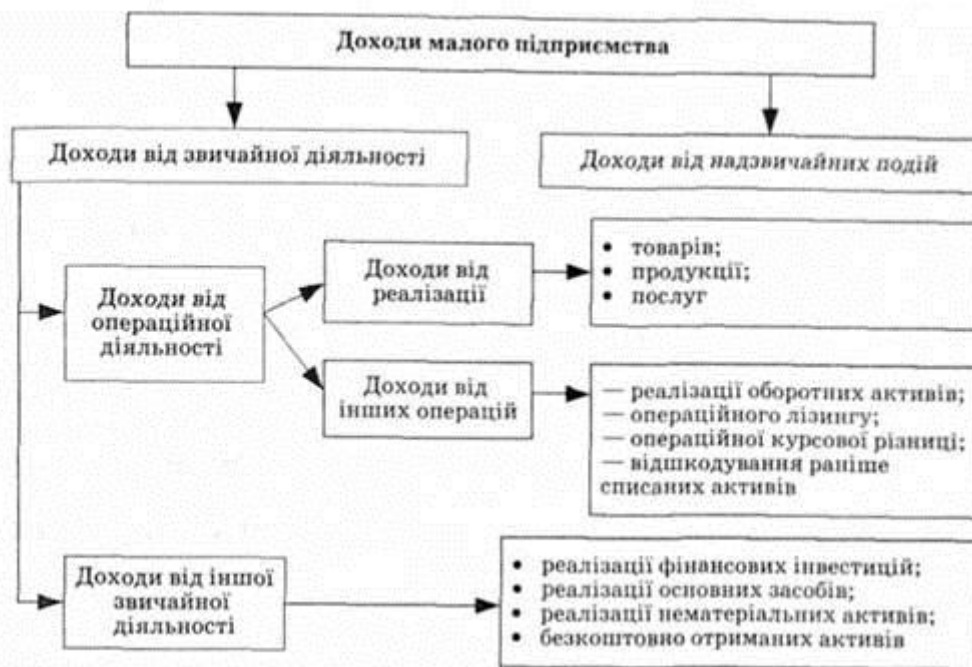 Доходи малого підприємства
Доходи від звичайної діяльності
Доходи від надзвичайних подій
Доходи від
операційної
діяльності
Доходи від
реалізації
• товарів;
• продукції;
• послуг
Доходи від
інших операцій
— реалізації оборотних активів;
— операційного лізингу;
— операційної курсової різниці;
— відшкодування раніше
списаних активів
Доходи від іншої
звичайної
діяльності
• реалізації фінансових інвестицій;
• реалізації основних засобів;
• реалізації нематеріальних активів;
• безкоштовно отриманих активів